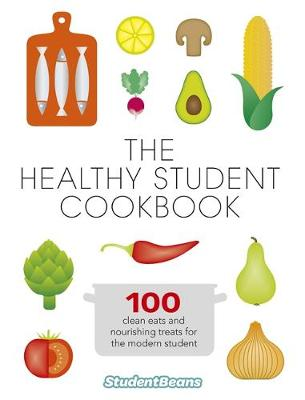 THE
HEALTHY STUDENT
COOKBOOK
100
clean eats and
nourishing treats for
the modern student
StudentBeans